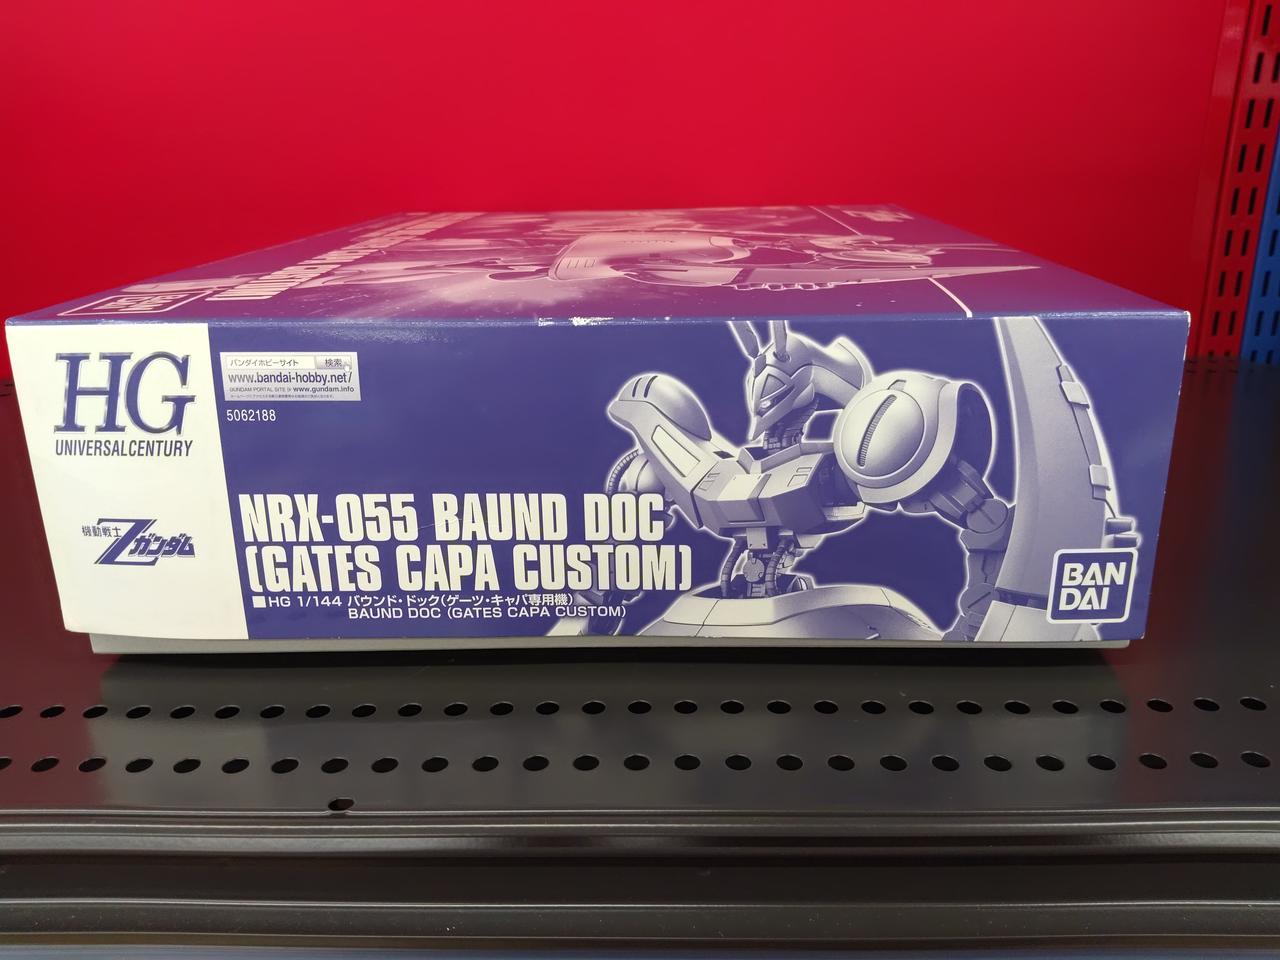 HG
UNIVERSALCENTURY
機動戦士
Zガンダム
バンダイホビーサイト 検索
www.bandai-hobby.net/
GUNDAM PORTAL SITE www.gundam.info
5062188
NRX-055 BAUND DOC
(GATES CAPA CUSTOM)
■HG 1/144 バウンド・ドック(ゲーツ・キャパ専用機)
BAUND DOC (GATES CAPA CUSTOM)
BAN
DAI